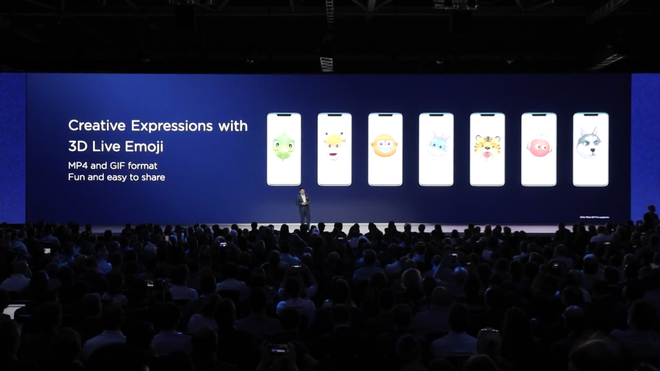 Creative Expressions with
3D Live Emoji
MP4 and GIF format
Fun and easy to share